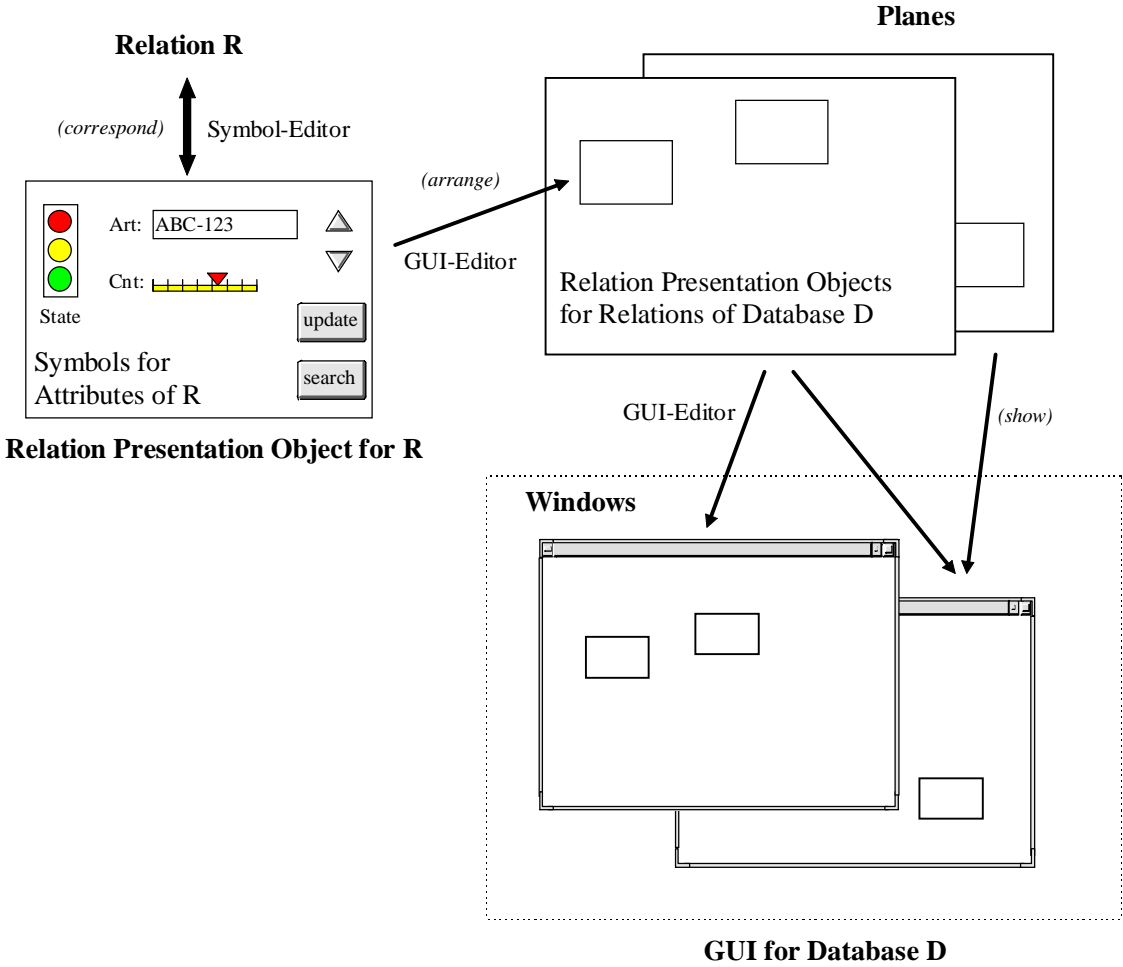 Planes
Relation R
(correspond)
Symbol-Editor
(arrange)
GUI-Editor
Art:
ABC-123
Cnt:
State
update
search
Symbols for
Attributes of R
Relation Presentation Object for R
Relation Presentation Objects
for Relations of Database D
GUI-Editor
(show)
Windows
GUI for Database D